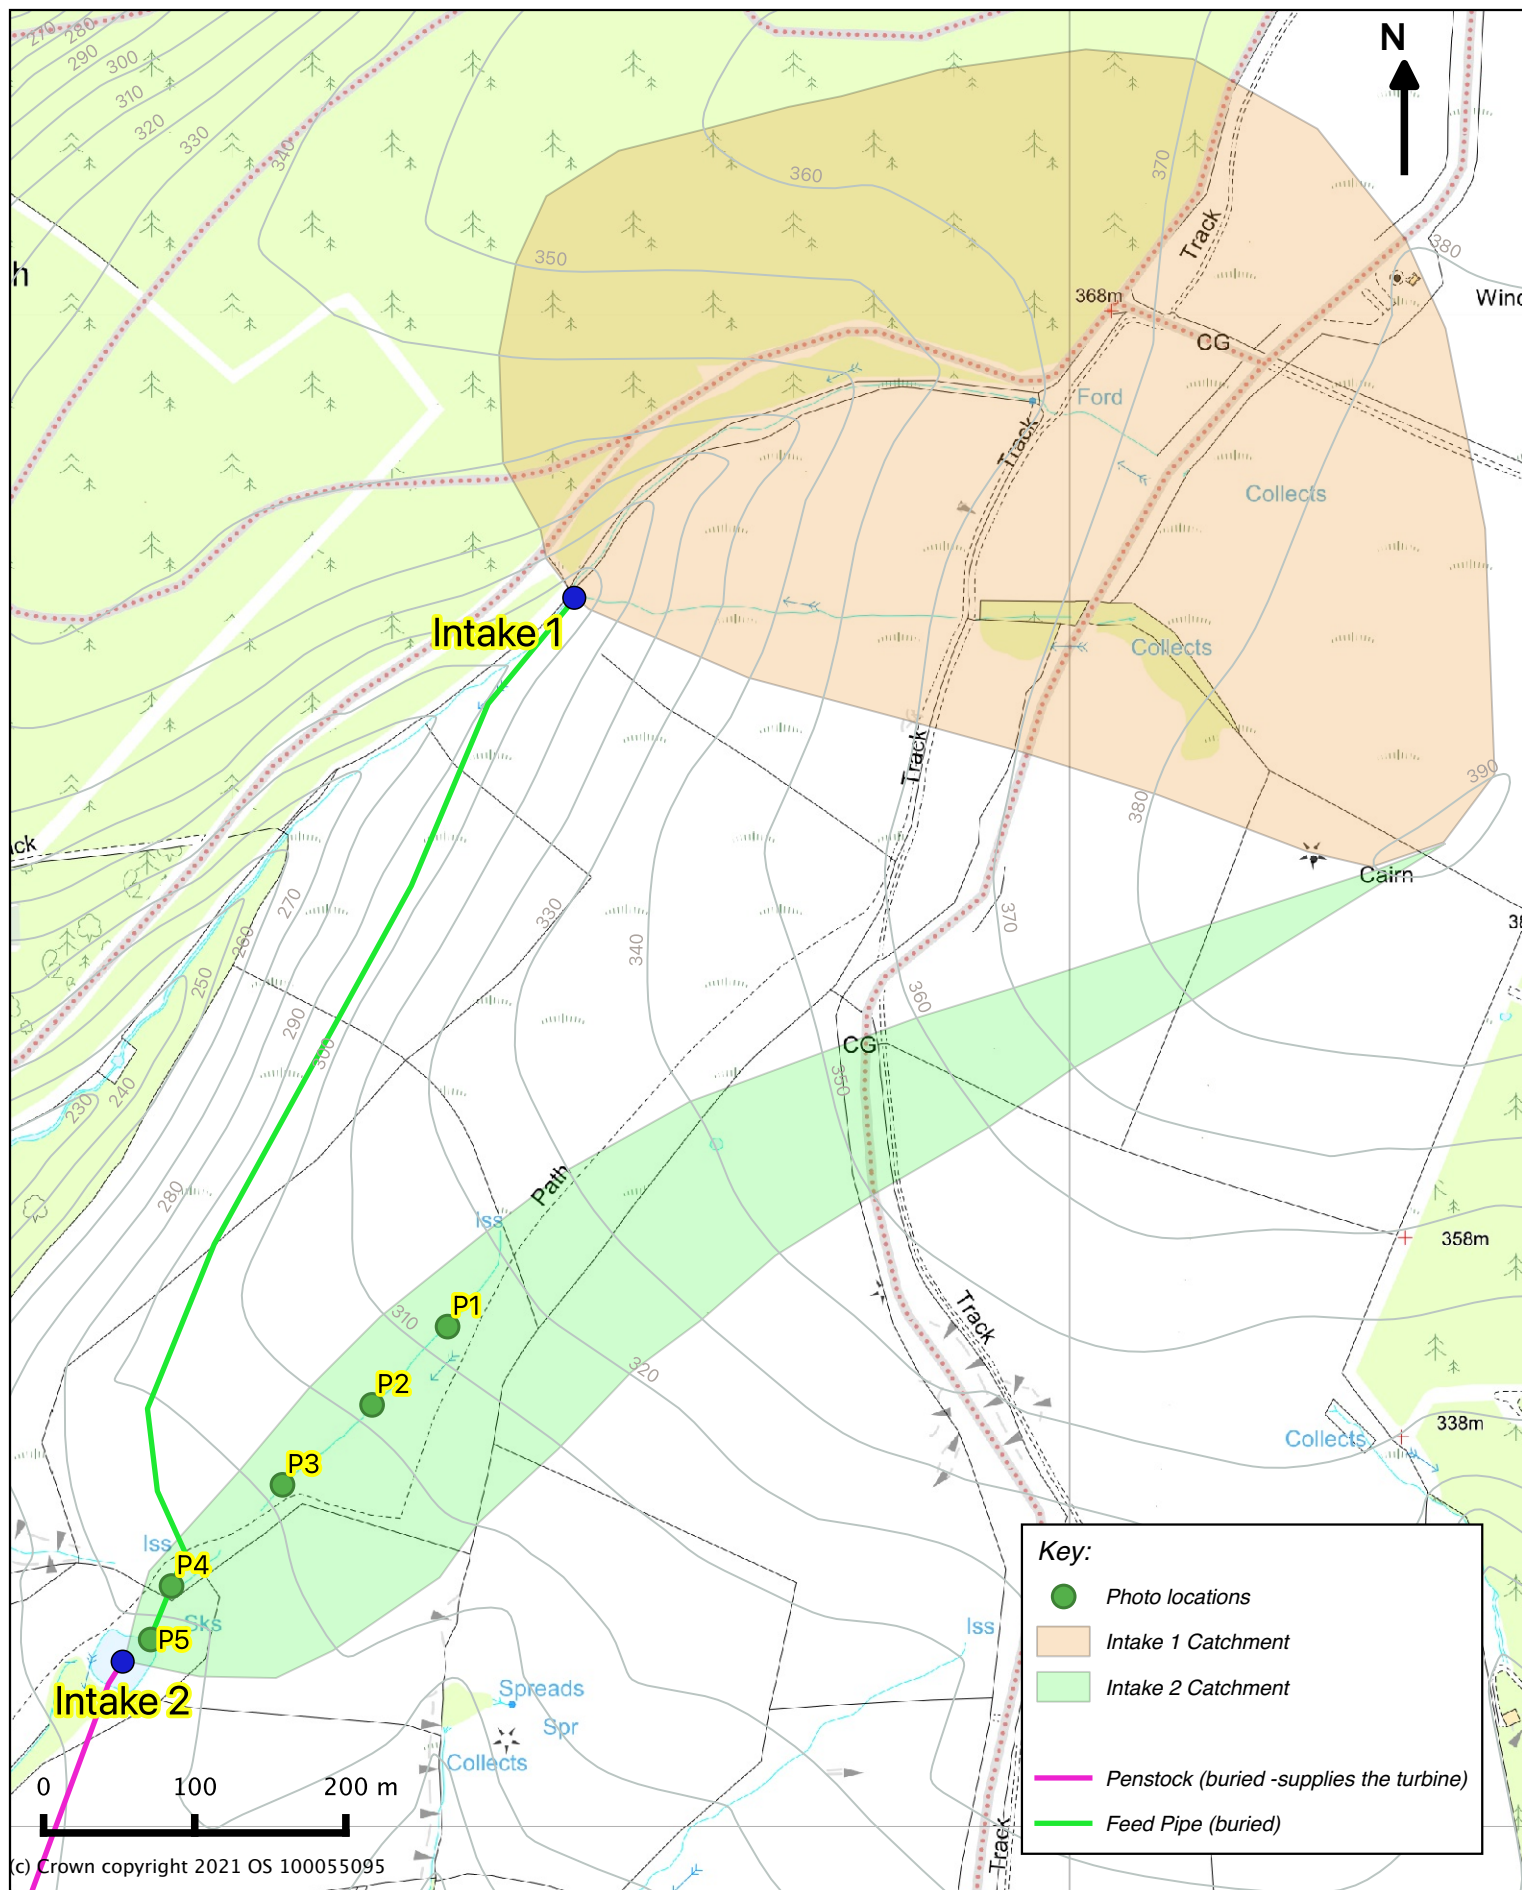 270
280
290
300
310
320
330
340
N
360
370
Track
350
380
h
368m
Wind
CG
Ford
Track
Collects
Intake 1
Collects
Track
390
380
ck
Cairn
270
330
370
38
260
340
250
360
290
CG
300
350
240
230
Path
280
Iss
358m
P1
310
Track
320
P2
338m
Collects
P3
Iss
P4
Sks
P5
Iss
Intake 2
Spreads
Spr
Collects
Track
Key:
Photo locations
Intake 1 Catchment
Intake 2 Catchment
Penstock (buried -supplies the turbine)
Feed Pipe (buried)
0 100 200 m
(c) Crown copyright 2021 OS 100055095